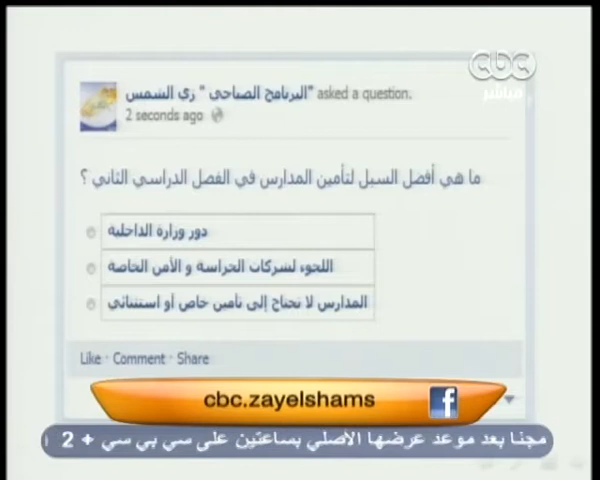 cbc
مباشر
البرنامج الصباحي " زي الشمس" asked a question.
2 seconds ago
ما هي أفضل السبل لتأمين المدارس في الفصل الدراسي الثاني ؟
دور وزارة الداخلية
اللجوء لشركات الحراسة و الأمن الخاصة
المدارس لا تحتاج إلى تأمين خاص أو استثنائي
Like · Comment · Share
cbc.zayelshams f
مجنا بعد موعد عرضها الأصلي بساعتين على سي بي سي + 2